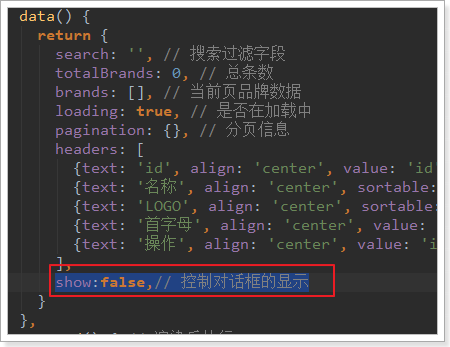 data() {
return {
search: '', // 搜索过滤字段
totalBrands: 0, // 总条数
brands: [], // 当前页品牌数据
loading: true, // 是否在加载中
pagination: {}, // 分页信息
headers: [
{text: 'id', align: 'center', value: 'id'
{text: '名称', align: 'center', sortable:
{text: 'LOGO', align: 'center', sortable:
{text: '首字母', align: 'center', value:
{text: '操作', align: 'center', value: 'i
],
show:false,// 控制对话框的显示
}
},